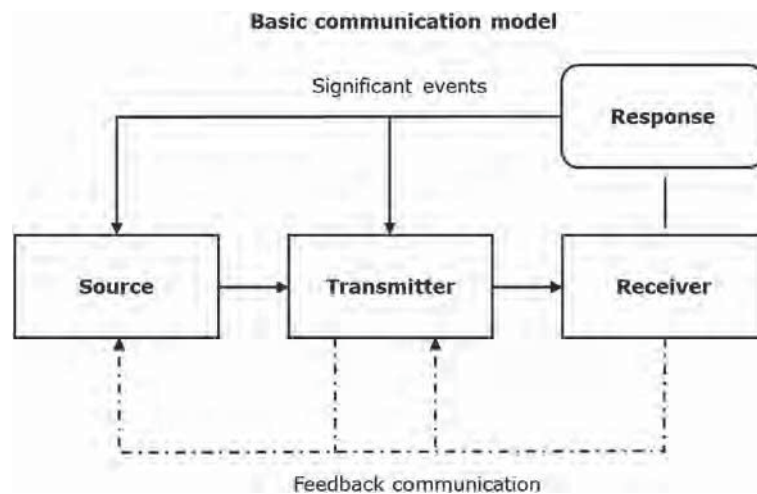 Basic communication model
Significant events
Response
Source
Transmitter
Receiver
Feedback communication